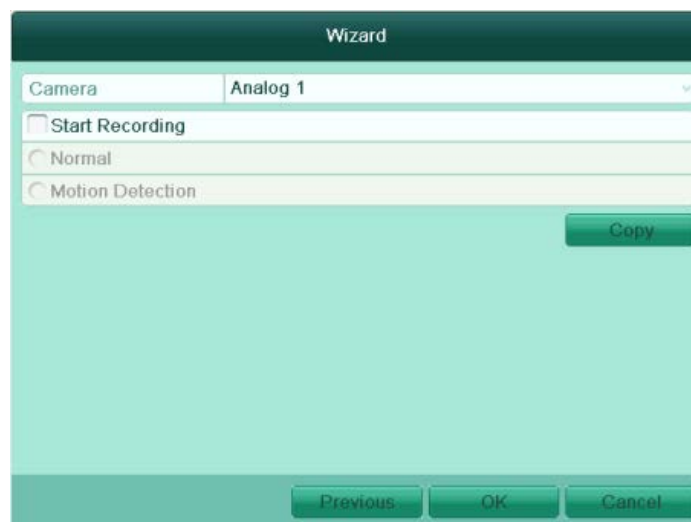 Wizard
Camera Analog 1
Start Recording
Normal
Motion Detection
Copy
Previous OK Cancel